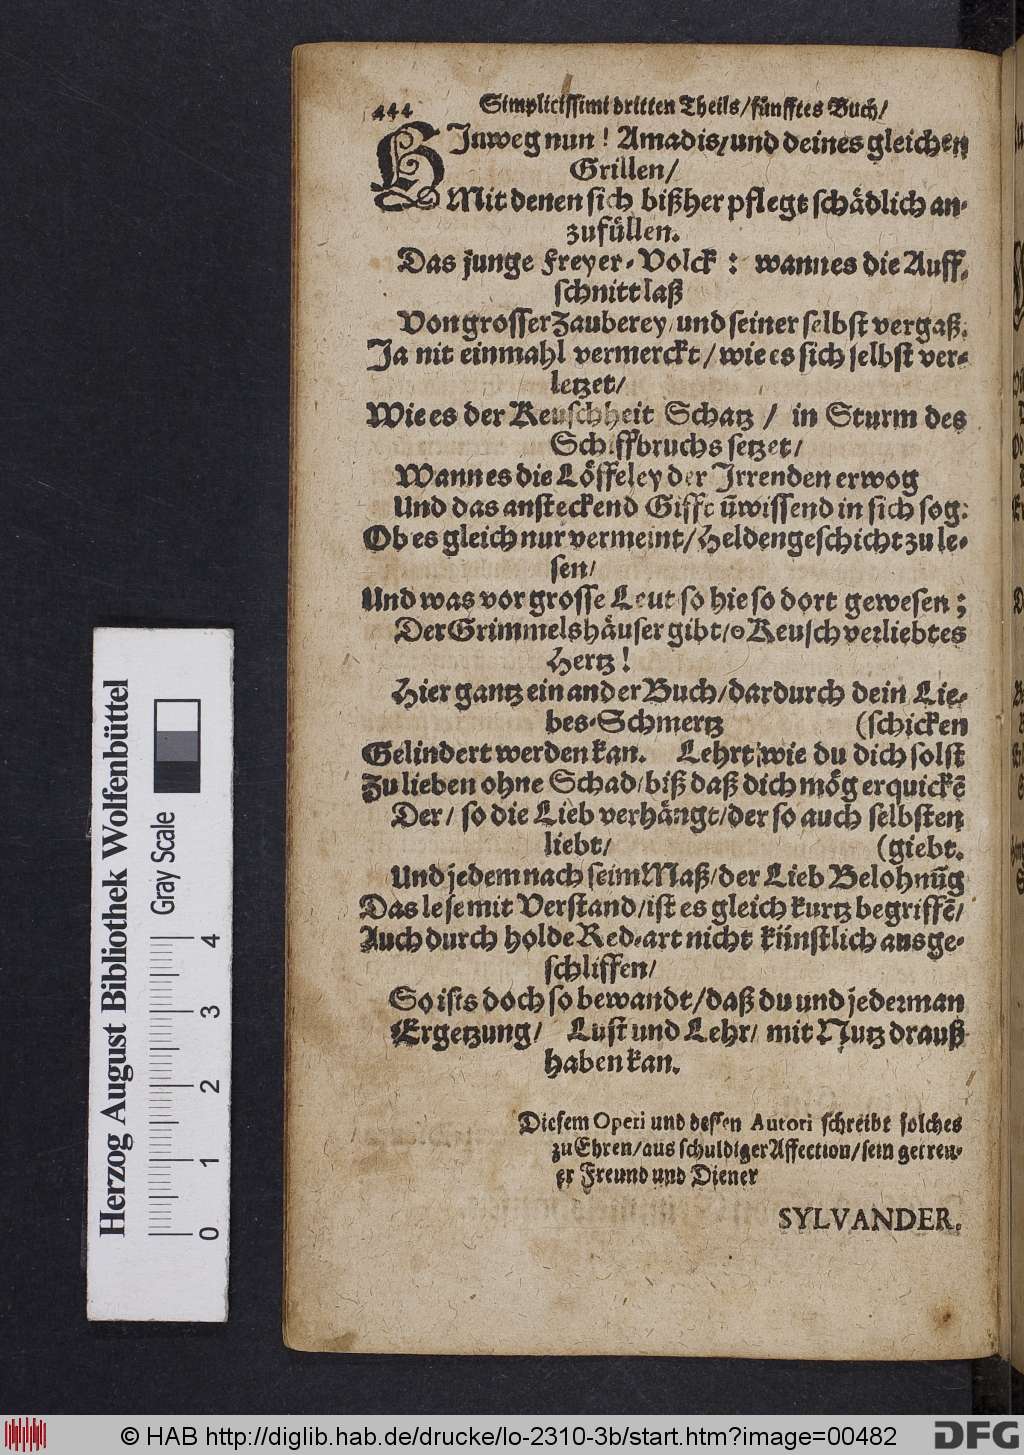 444 Simplicissimi dritten Theils/ fünfftes Buch/
HInweg nun! Amadis/ und deines gleichen
Grillen/
Mit denen sich bißher pflegt schädlich an-
zufüllen.
Das junge Freyer-Volck: wann es die Auff-
schnitt laß
Von grosser Zauberey/ und seiner selbst vergaß.
Ja nit einmahl vermerckt/ wie es sich selbst ver-
letzet/
Wie es der Keuschheit Schatz/ in Sturm des
Schiffbruchs setzet/
Wann es die Löffeley der Irrenden erwog
Und das ansteckend Gifft ũwissend in sich sog:
Ob es gleich nur vermeint/ Heldengeschicht zu le-
sen/
Und was vor grosse Leut so hie so dort gewesen;
Der Grimmelshäuser gibt/ o Keusch verliebtes
Hertz!
Hier gantz ein ander Buch/ dardurch dein Lie-
bes-Schmertz (schicken
Gelindert werden kan. Lehrt wie du dich solst
Zu lieben ohne Schad/ biß daß dich mög erquickẽ
Der/ so die Lieb verhängt/ der so auch selbsten
liebt/ (giebt.
Und jedem nach seim Maß/ der Lieb Belohnũg
Das lese mit Verstand/ ist es gleich kurtz begriffẽ/
Auch durch holde Red-art nicht künstlich ausge-
schliffen/
So ists doch so bewandt/ daß du und jederman
Ergetzung/ Lust und Lehr/ mit Nutz drauß
haben kan.
Diesem Operi und dessen Autori schreibt solches
zu Ehren/ aus schuldiger Affection/ sein getreu-
er Freund und Diener
SYLVANDER.
Herzog August Bibliothek Wolfenbüttel
Gray Scale
0 1 2 3 4
© HAB http://diglib.hab.de/drucke/lo-2310-3b/start.htm?image=00482
DFG